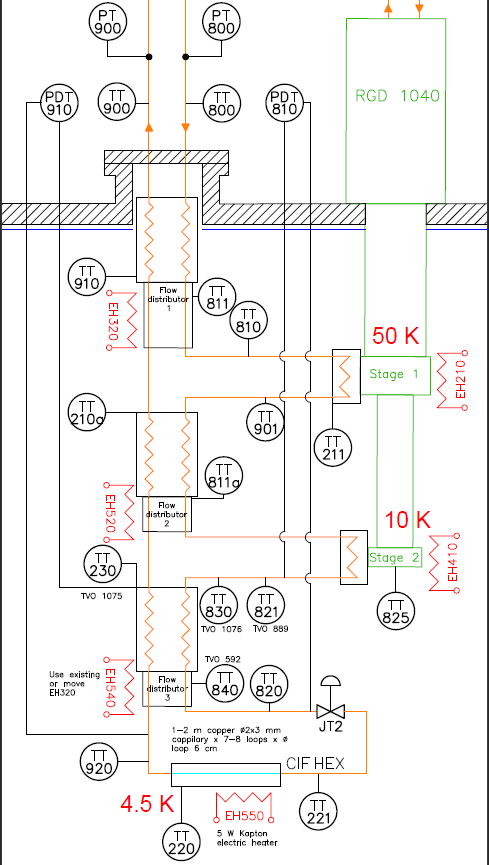 PT
900
PT
800
PDT
910
TT
900
TT
800
PDT
810
RGD 1040
TT
910
EH320
Flow
distributor
1
TT
811
TT
810
50 K
Stage 1
EH210
TT
211
TT
901
TT
210a
TT
811a
EH520
Flow
distributor
2
10 K
Stage 2
EH410
TT
825
TT
230
TVO 1075
TT
830
TVO 1076
TT
821
TVO 889
TVO 592
Use existing
or move
EH320
EH540
Flow
distributor
3
TT
840
TT
820
JT2
1-2 m copper ø2x3 mm
cappilary x 7-8 loops x ø
loop 6 cm
TT
920
CIF HEX
4.5 K
EH550
TT
221
TT
220
5 W Kapton
electric heater